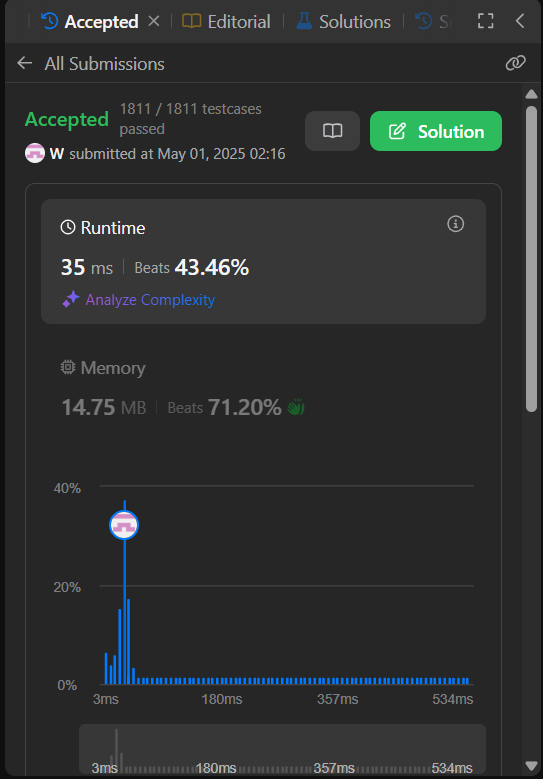 Accepted Editorial Solutions S
All Submissions
Accepted 1811 / 1811 testcases
passed
W submitted at May 01, 2025 02:16
Solution
Runtime
35 ms Beats 43.46%
Analyze Complexity
Memory
14.75 MB Beats 71.20%
40%
20%
0%
3ms 180ms 357ms 534ms
3ms 180ms 357ms 534ms